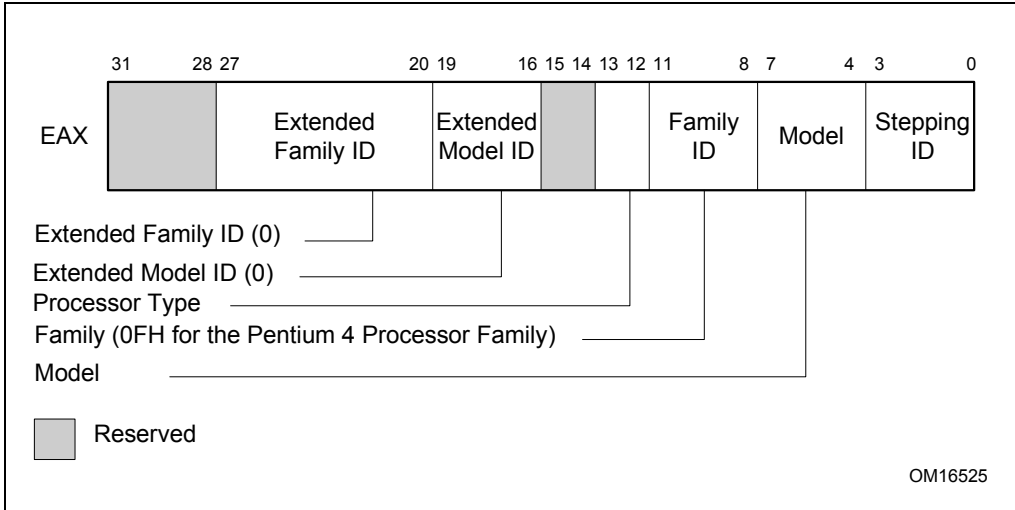 31 28 27 20 19 16 15 14 13 12 11 8 7 4 3 0
EAX
Extended Family ID
Extended Model ID
Family ID
Model
Stepping ID
Extended Family ID (0)
Extended Model ID (0)
Processor Type
Family (0FH for the Pentium 4 Processor Family)
Model
Reserved
OM16525